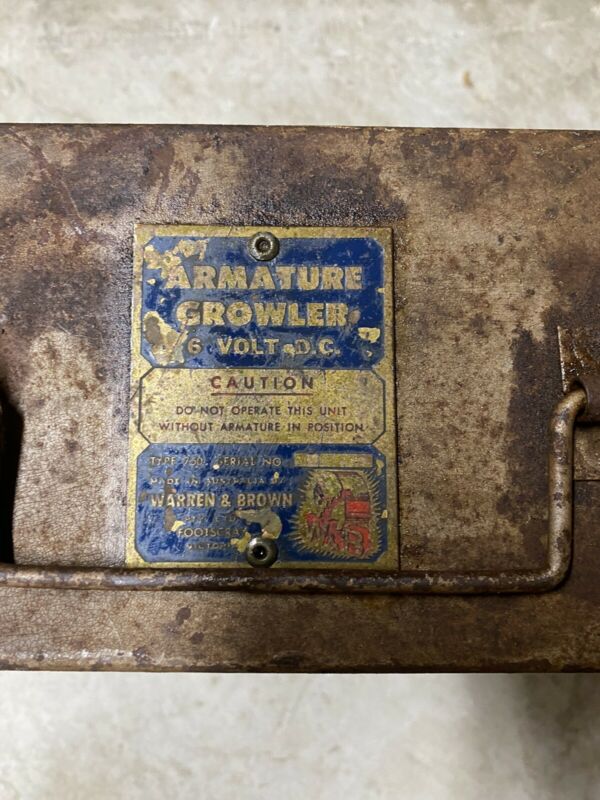 ARMATURE
GROWLER
6 VOLT D.C.
CAUTION
DO NOT OPERATE THIS UNIT
WITHOUT ARMATURE IN POSITION
TYPE 750 SERIAL NO
MADE IN AUSTRALIA BY
WARREN & BROWN
FOOTSCRAY
W&B